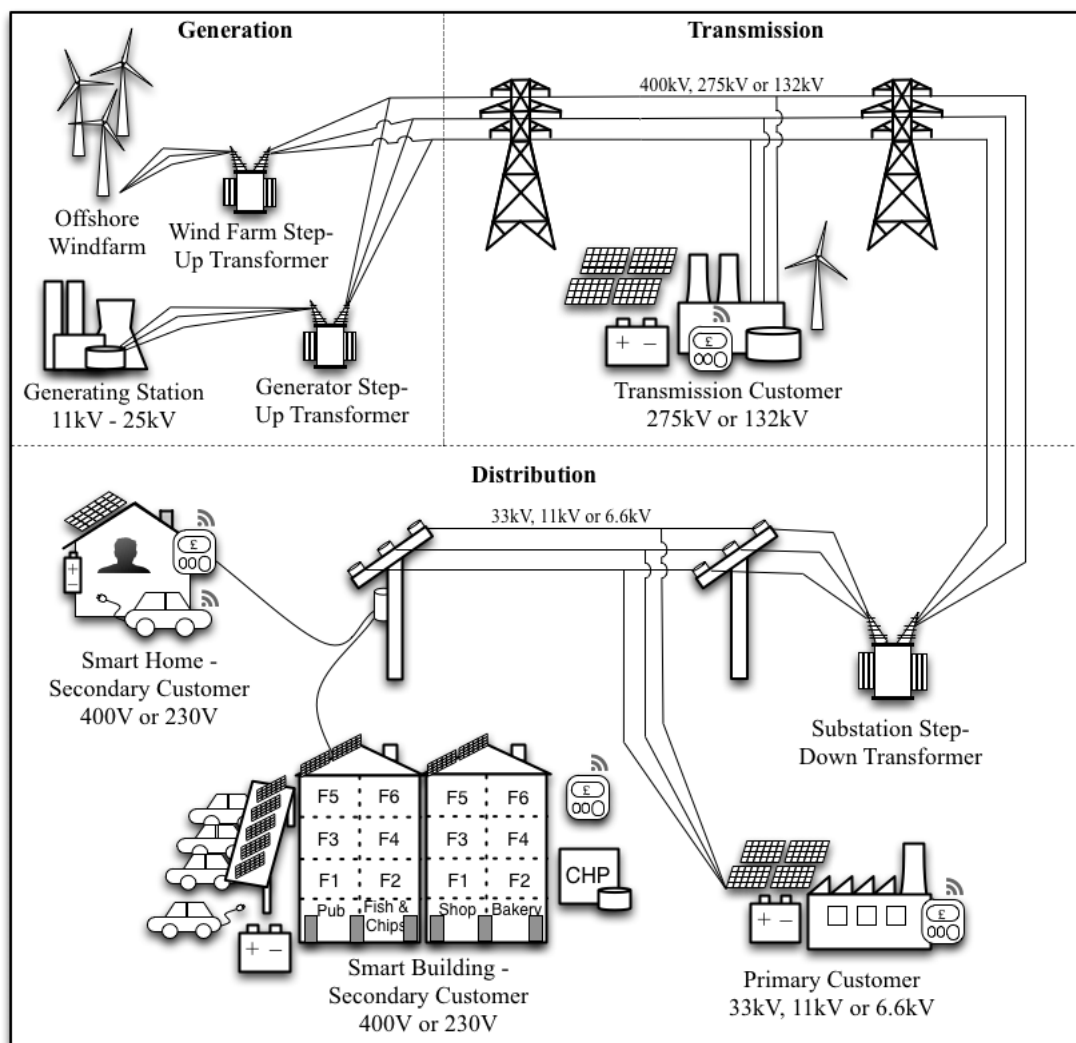 Generation
Transmission
400kV, 275kV or 132kV
Offshore
Windfarm
Wind Farm Step-
Up Transformer
+ -
£
Generating Station
11kV - 25kV
Generator Step-
Up Transformer
Transmission Customer
275kV or 132kV
Distribution
33kV, 11kV or 6.6kV
£
+
-
Smart Home -
Secondary Customer
400V or 230V
Substation Step-
Down Transformer
F5 F6 F5 F6
£
F3 F4 F3 F4
F1 F2 F1 F2
CHP
Pub
Fish &
Chips
Shop
Bakery
+ -
Smart Building -
Secondary Customer
400V or 230V
+ -
£
Primary Customer
33kV, 11kV or 6.6kV